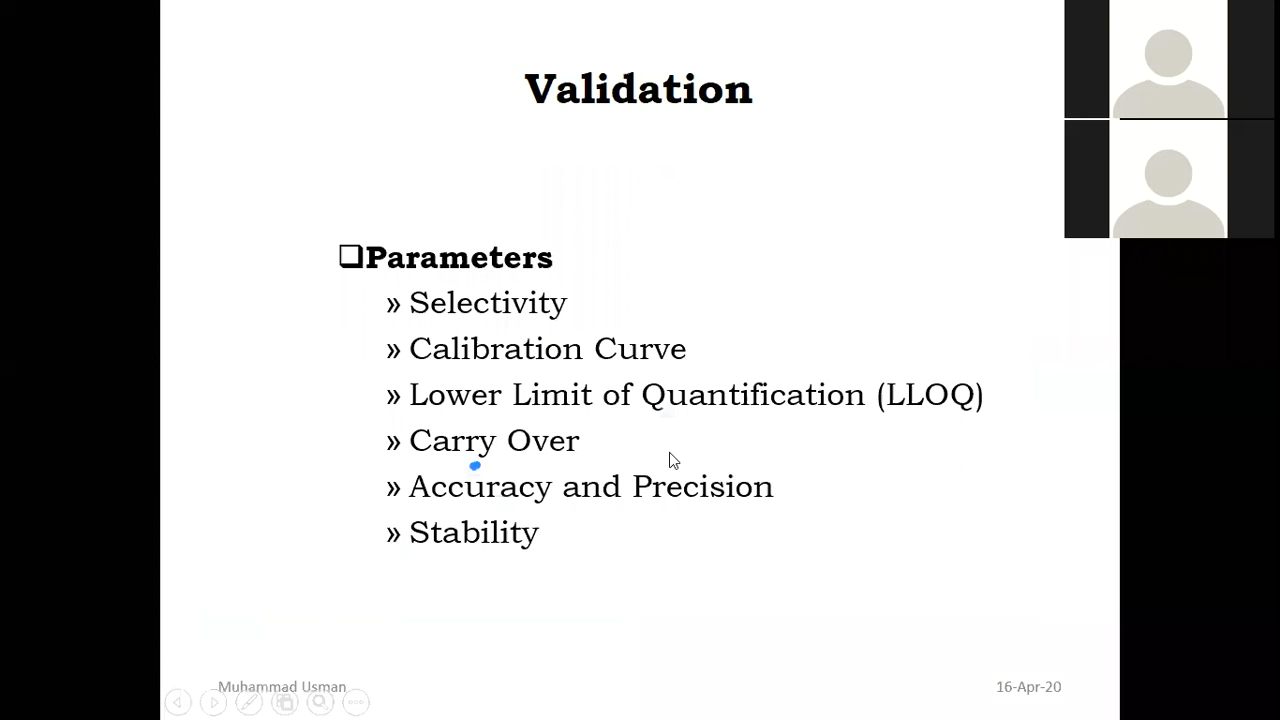 Validation
❑Parameters
» Selectivity
» Calibration Curve
» Lower Limit of Quantification (LLOQ)
» Carry Over
» Accuracy and Precision
» Stability
Muhammad Usman
16-Apr-20